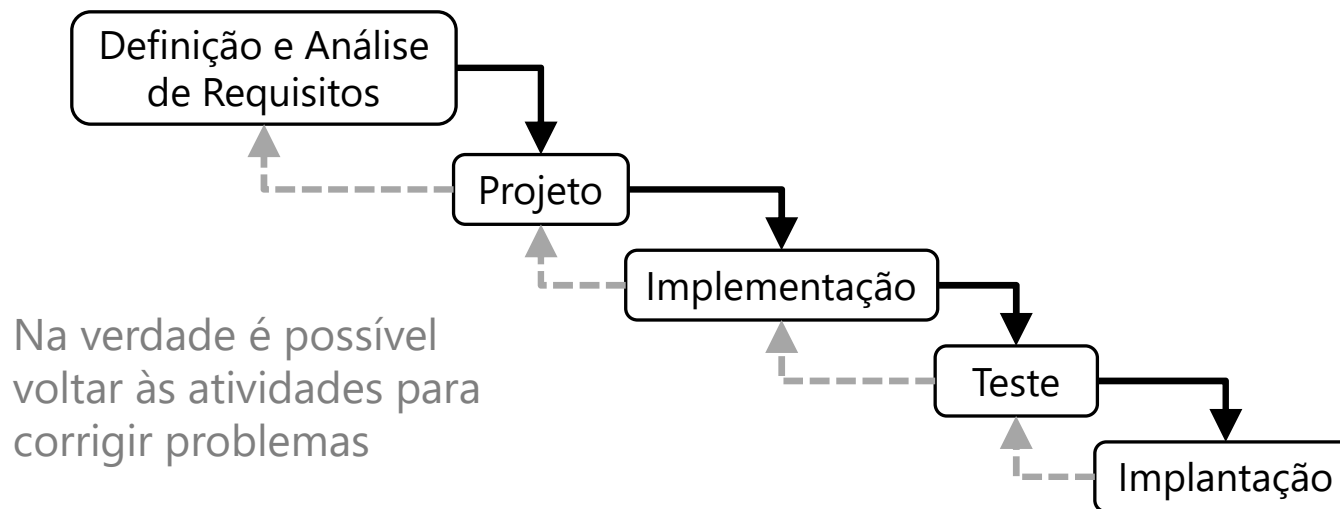 Definição e Análise
de Requisitos
Projeto
Implementação
Na verdade é possível
voltar às atividades para
corrigir problemas
Teste
Implantação